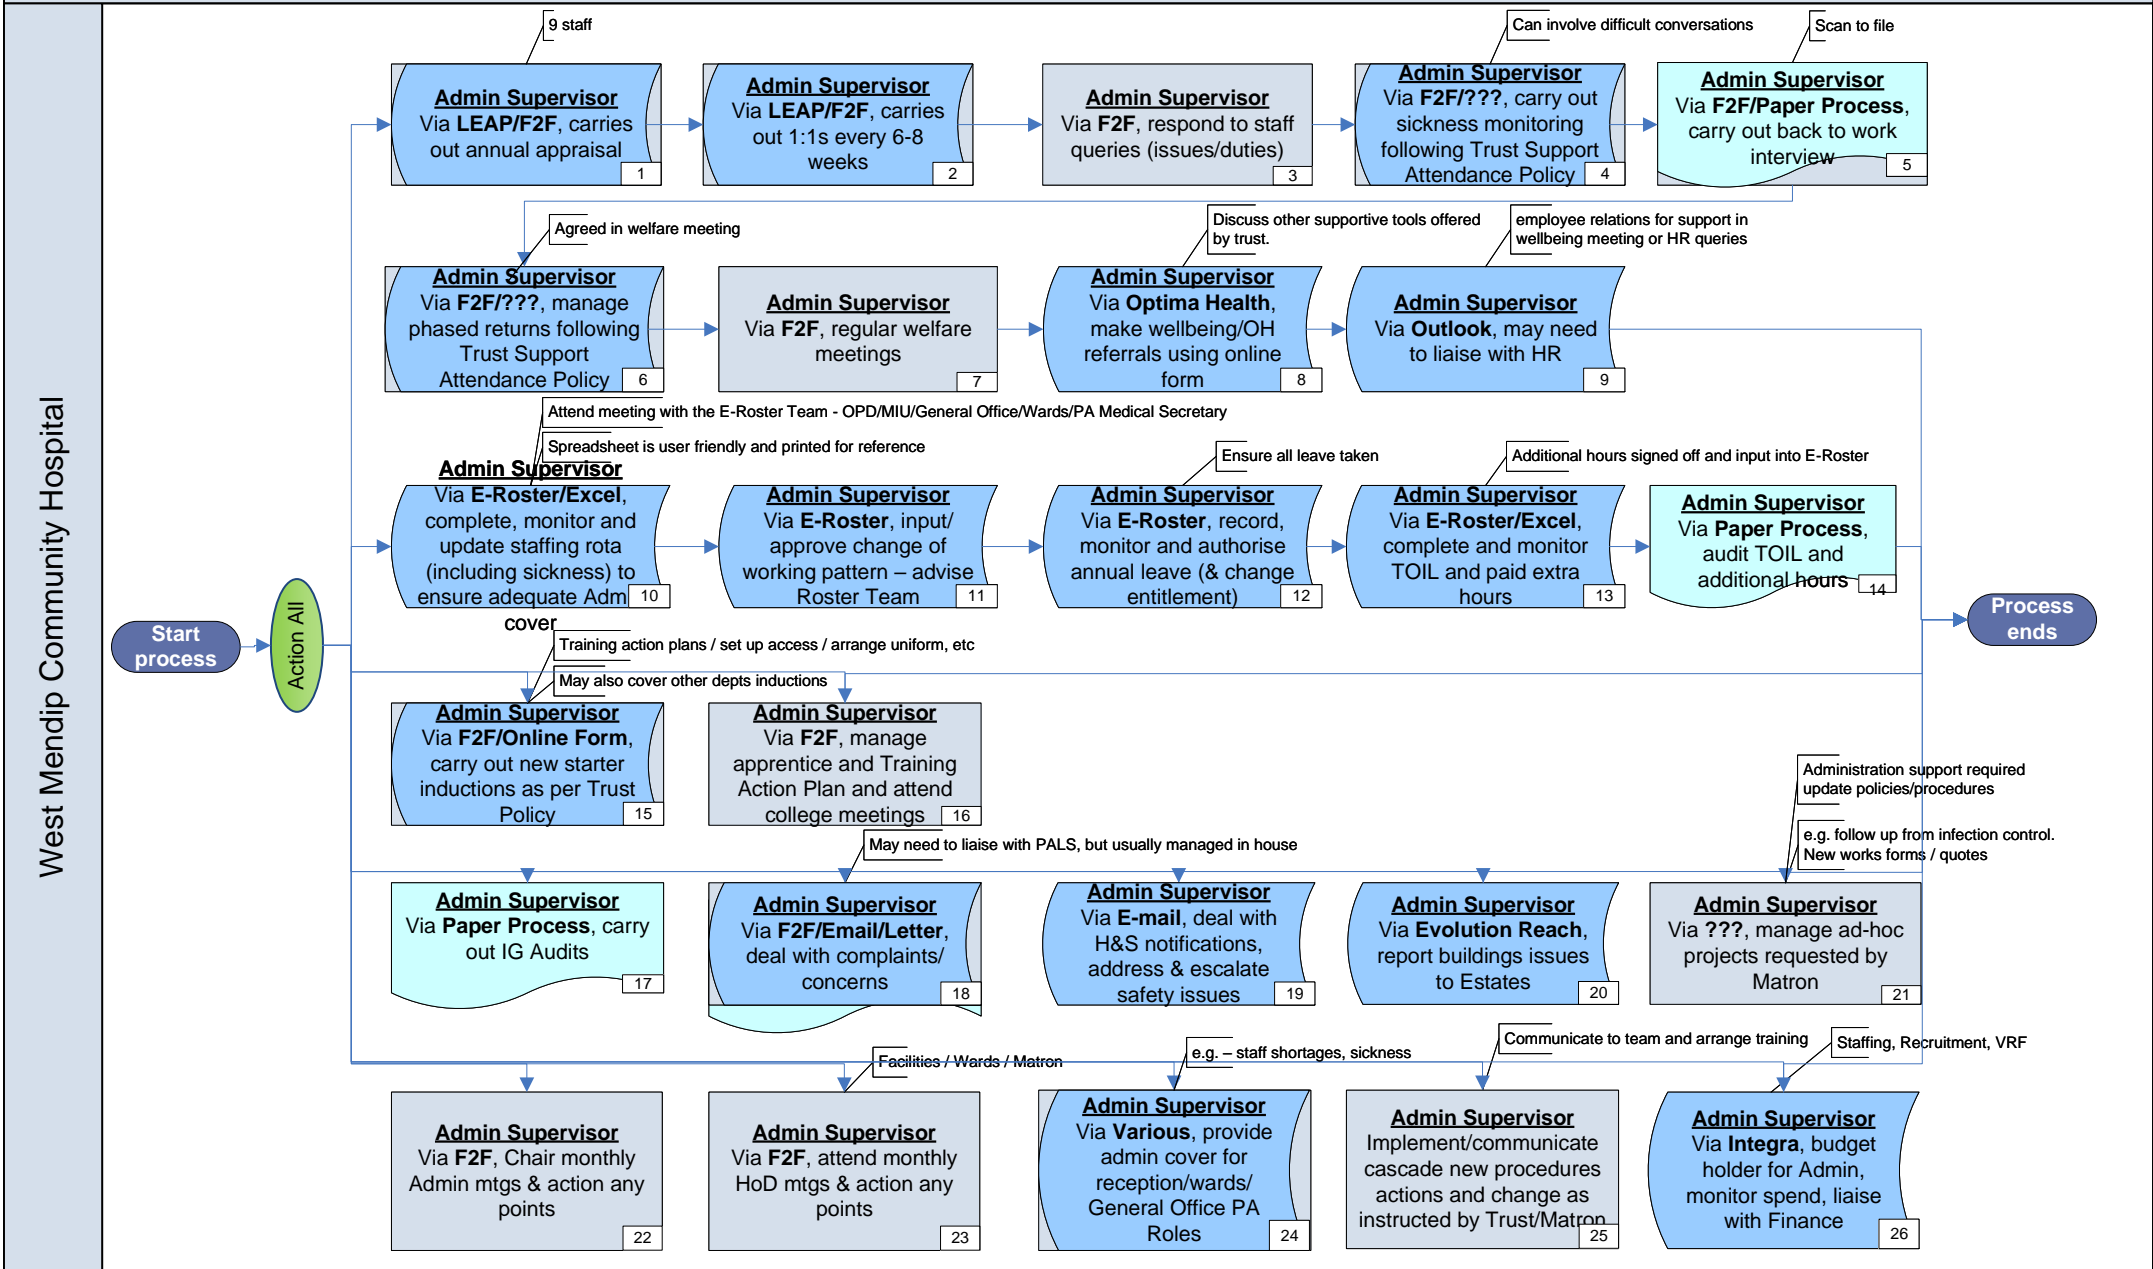 West Mendip Community Hospital
Start
process
Action All
9 staff
Admin Supervisor
Via LEAP/F2F, carries
out annual appraisal
1
Admin Supervisor
Via LEAP/F2F, carries
out 1:1s every 6-8
weeks
2
Admin Supervisor
Via F2F, respond to staff
queries (issues/duties)
3
Can involve difficult conversations
Admin Supervisor
Via F2F/???, carry out
sickness monitoring
following Trust Support
Attendance Policy
4
Scan to file
Admin Supervisor
Via F2F/Paper Process,
carry out back to work
interview
5
Agreed in welfare meeting
Admin Supervisor
Via F2F/???, manage
phased returns following
Trust Support
Attendance Policy
6
Admin Supervisor
Via F2F, regular welfare
meetings
7
Discuss other supportive tools offered
by trust.
Admin Supervisor
Via Optima Health,
make wellbeing/OH
referrals using online
form
8
employee relations for support in
wellbeing meeting or HR queries
Admin Supervisor
Via Outlook, may need
to liaise with HR
9
Attend meeting with the E-Roster Team - OPD/MIU/General Office/Wards/PA Medical Secretary
Spreadsheet is user friendly and printed for reference
Admin Supervisor
Via E-Roster/Excel,
complete, monitor and
update staffing rota
(including sickness) to
ensure adequate Adm
cover
10
Admin Supervisor
Via E-Roster, input/
approve change of
working pattern – advise
Roster Team
11
Ensure all leave taken
Admin Supervisor
Via E-Roster, record,
monitor and authorise
annual leave (& change
entitlement)
12
Additional hours signed off and input into E-Roster
Admin Supervisor
Via E-Roster/Excel,
complete and monitor
TOIL and paid extra
hours
13
Admin Supervisor
Via Paper Process,
audit TOIL and
additional hours
14
Process
ends
Training action plans / set up access / arrange uniform, etc
May also cover other depts inductions
Admin Supervisor
Via F2F/Online Form,
carry out new starter
inductions as per Trust
Policy
15
Admin Supervisor
Via F2F, manage
apprentice and Training
Action Plan and attend
college meetings
16
Admin Supervisor
Via Paper Process, carry
out IG Audits
17
May need to liaise with PALS, but usually managed in house
Admin Supervisor
Via F2F/Email/Letter,
deal with complaints/
concerns
18
Admin Supervisor
Via E-mail, deal with
H&S notifications,
address & escalate
safety issues
19
Admin Supervisor
Via Evolution Reach,
report buildings issues
to Estates
20
Administration support required
update policies/procedures
e.g. follow up from infection control.
New works forms / quotes
Admin Supervisor
Via ???, manage ad-hoc
projects requested by
Matron
21
Admin Supervisor
Via F2F, Chair monthly
Admin mtgs & action any
points
22
Facilities / Wards / Matron
Admin Supervisor
Via F2F, attend monthly
HoD mtgs & action any
points
23
e.g. – staff shortages, sickness
Admin Supervisor
Via Various, provide
admin cover for
reception/wards/
General Office PA
Roles
24
Communicate to team and arrange training
Admin Supervisor
Implement/communicate
cascade new procedures
actions and change as
instructed by Trust/Matron
25
Staffing, Recruitment, VRF
Admin Supervisor
Via Integra, budget
holder for Admin,
monitor spend, liaise
with Finance
26